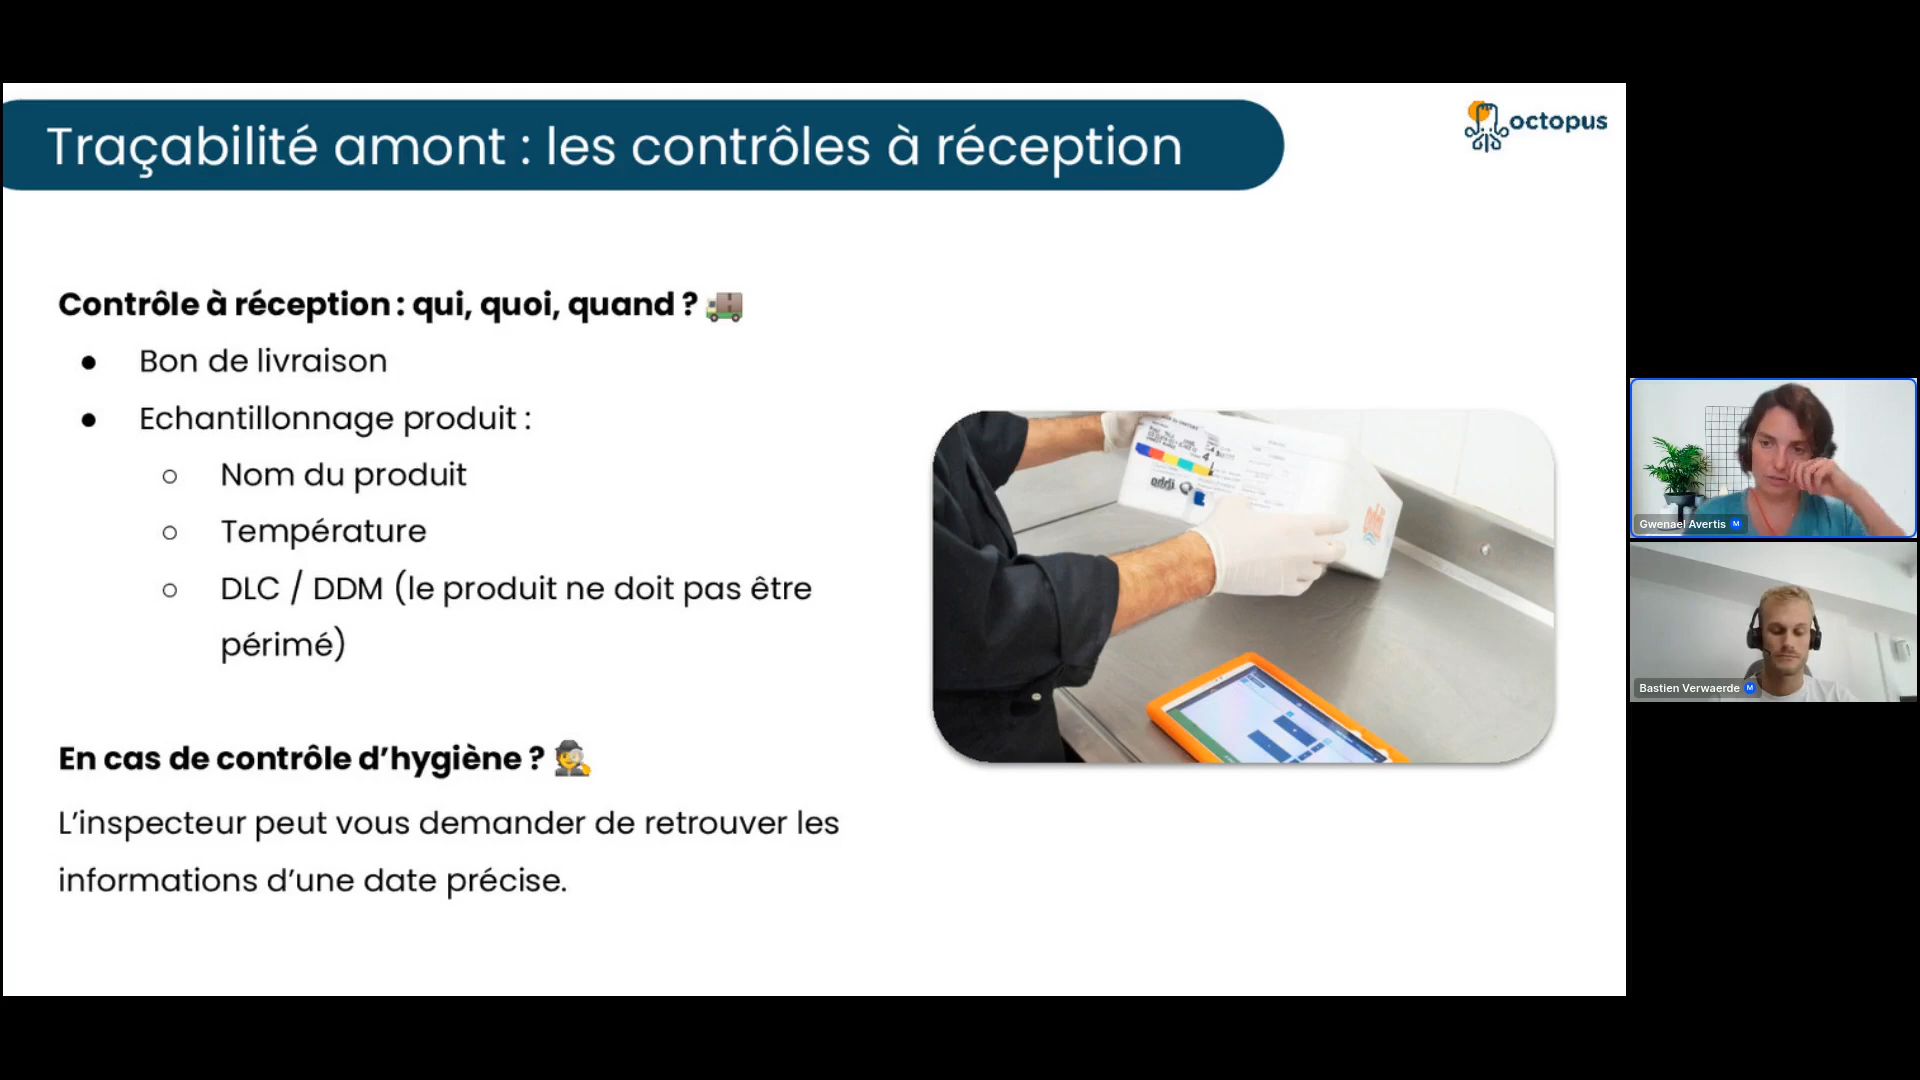 Traçabilité amont : les contrôles à réception
octopus
Contrôle à réception : qui, quoi, quand ? 🚚
● Bon de livraison
● Echantillonnage produit :
○ Nom du produit
○ Température
○ DLC / DDM (le produit ne doit pas être
périmé)
En cas de contrôle d’hygiène ? 🕵️
L’inspecteur peut vous demander de retrouver les
informations d’une date précise.
Gwenael Avertis M
Bastien Verwaerde M